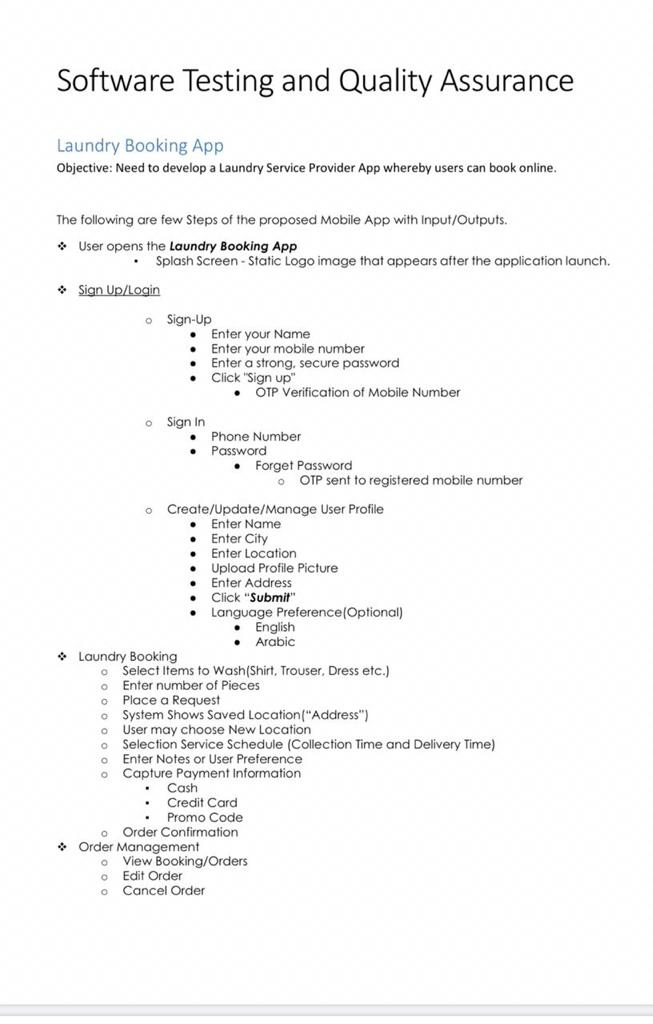 Software Testing and Quality Assurance
Laundry Booking App
Objective: Need to develop a Laundry Service Provider App whereby users can book online.
The following are few Steps of the proposed Mobile App with Input/Outputs.
❖ User opens the Laundry Booking App
▪ Splash Screen - Static Logo image that appears after the application launch.
❖ Sign Up/Login
o Sign-Up
● Enter your Name
● Enter your mobile number
● Enter a strong, secure password
● Click "Sign up"
● OTP Verification of Mobile Number
o Sign In
● Phone Number
● Password
● Forget Password
o OTP sent to registered mobile number
o Create/Update/Manage User Profile
● Enter Name
● Enter City
● Enter Location
● Upload Profile Picture
● Enter Address
● Click “Submit”
● Language Preference(Optional)
● English
● Arabic
❖ Laundry Booking
o Select Items to Wash(Shirt, Trouser, Dress etc.)
o Enter number of Pieces
o Place a Request
o System Shows Saved Location(“Address”)
o User may choose New Location
o Selection Service Schedule (Collection Time and Delivery Time)
o Enter Notes or User Preference
o Capture Payment Information
▪ Cash
▪ Credit Card
▪ Promo Code
o Order Confirmation
❖ Order Management
o View Booking/Orders
o Edit Order
o Cancel Order